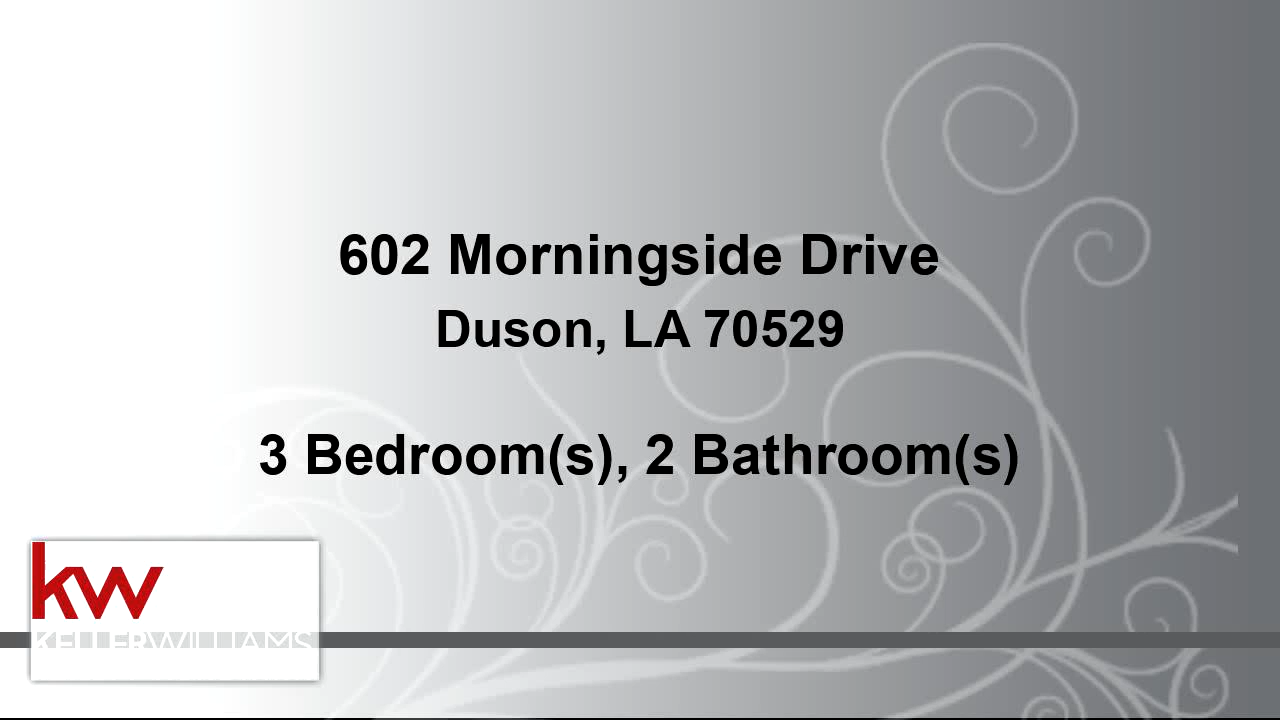 602 Morningside Drive
Duson, LA 70529
3 Bedroom(s), 2 Bathroom(s)
kw
KELLERWILLIAMS